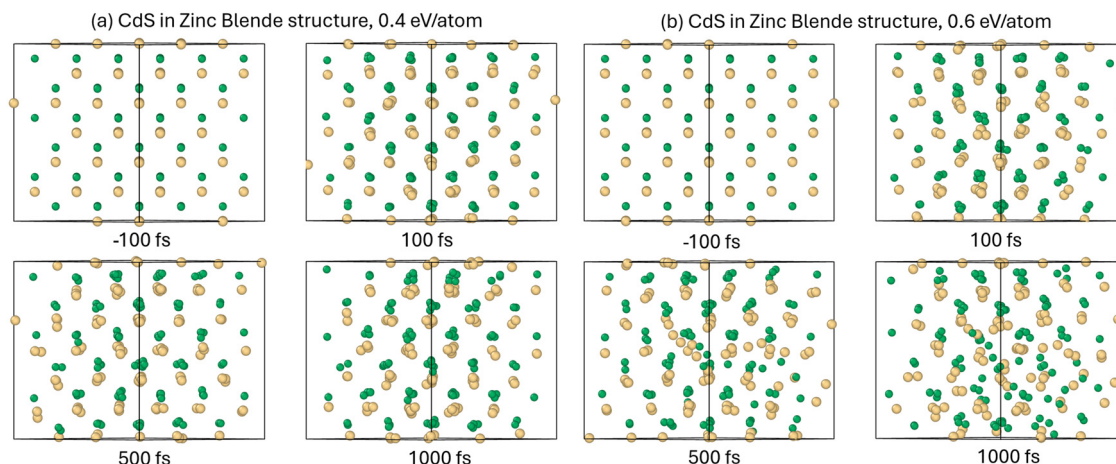 (a) CdS in Zinc Blende structure, 0.4 eV/atom
-100 fs
100 fs
500 fs
1000 fs
(b) CdS in Zinc Blende structure, 0.6 eV/atom
-100 fs
100 fs
500 fs
1000 fs